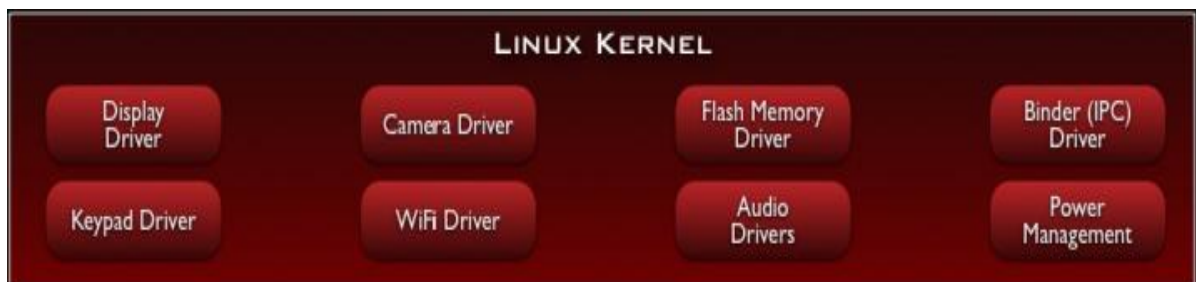 LINUX KERNEL
Display
Driver
Camera Driver
Flash Memory
Driver
Binder (IPC)
Driver
Keypad Driver
WiFi Driver
Audio
Drivers
Power
Management